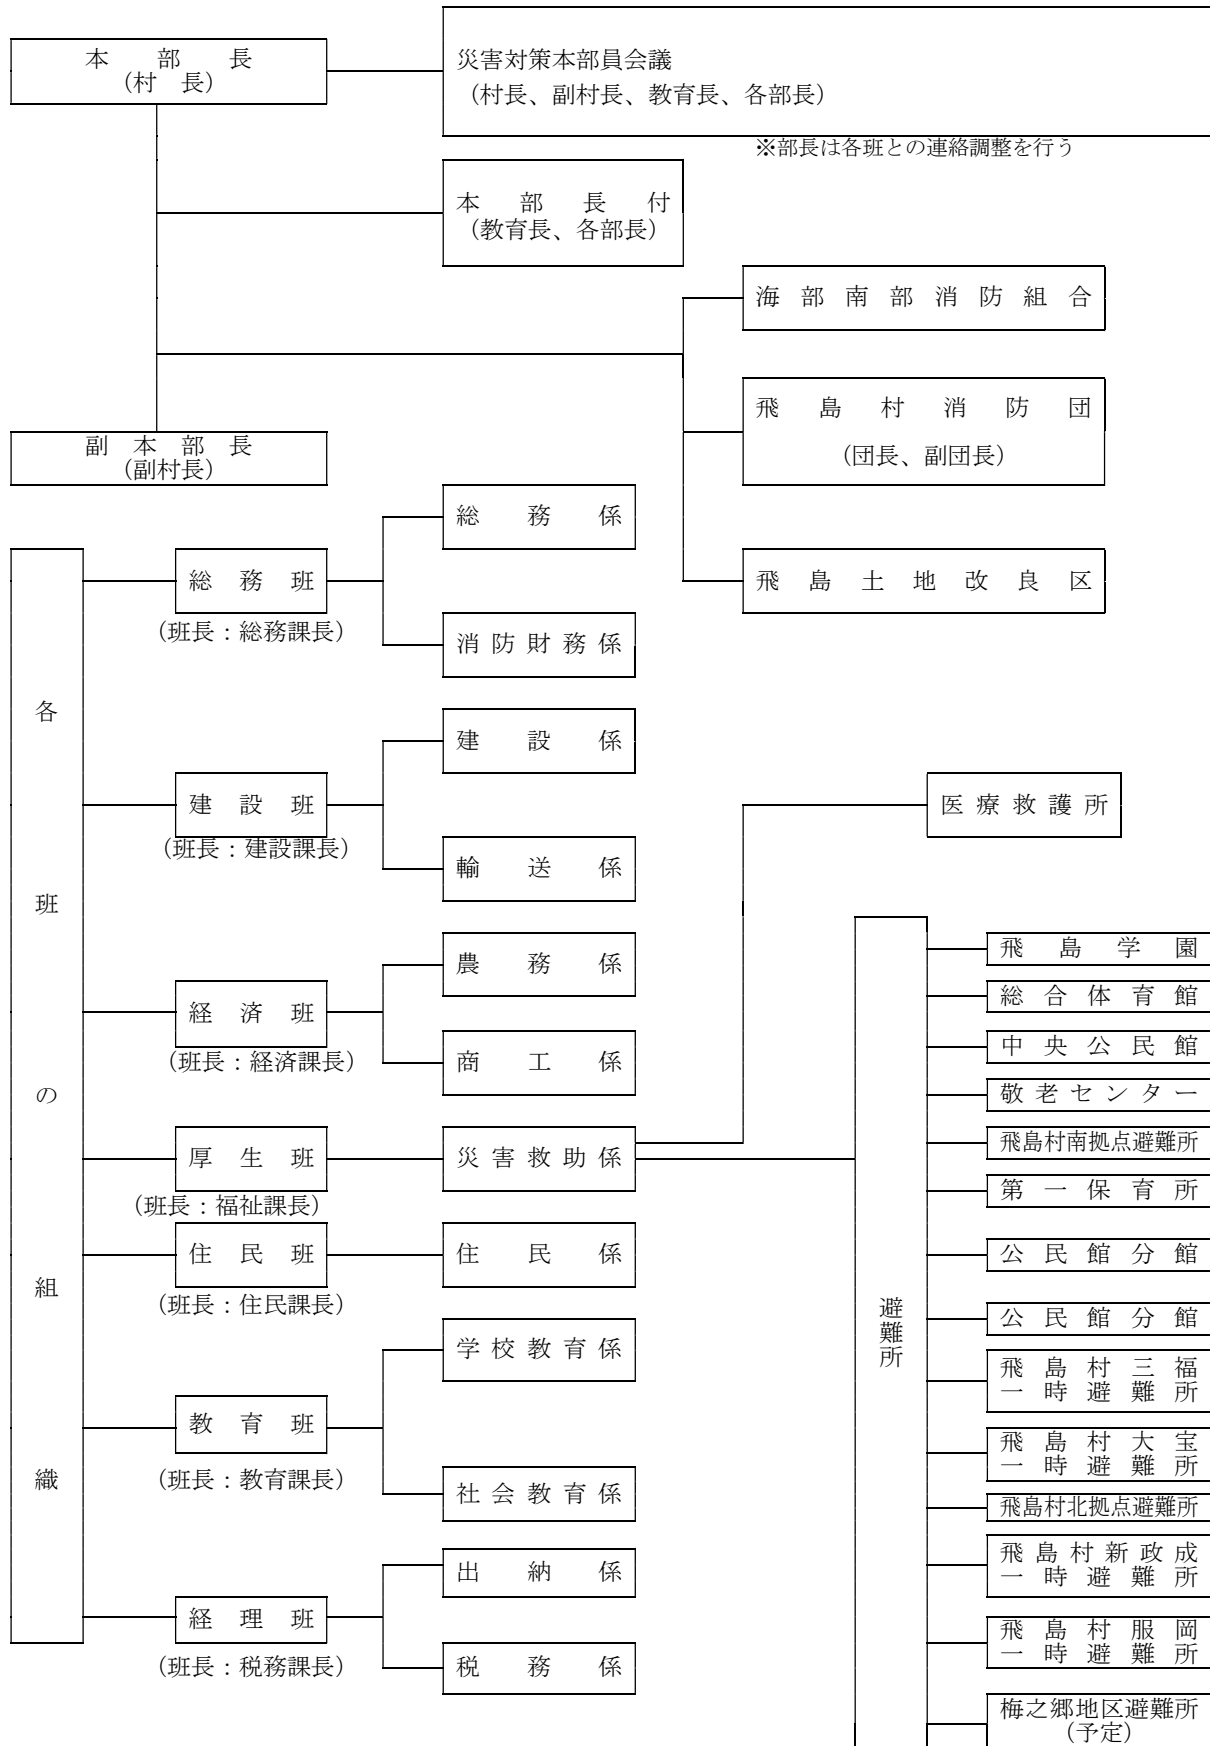 本部長
(村 長)
災害対策本部員会議
(村長、副村長、教育長、各部長)
※部長は各班との連絡調整を行う
本部長付
(教育長、各部長)
海部南部消防組合
飛島村消防団
(団長、副団長)
飛島土地改良区
副本部長
(副村長)
各班の組織
総務班
(班長：総務課長)
総務係
消防財務係
建設班
(班長：建設課長)
建設係
輸送係
経済班
(班長：経済課長)
農務係
商工係
厚生班
(班長：福祉課長)
災害救助係
医療救護所
住民班
(班長：住民課長)
住民係
教育班
(班長：教育課長)
学校教育係
社会教育係
経理班
(班長：税務課長)
出納係
税務係
避難所
飛島学園
総合体育館
中央公民館
敬老センター
飛島村南拠点避難所
第一保育所
公民館分館
公民館分館
飛島村三福
一時避難所
飛島村大宝
一時避難所
飛島村北拠点避難所
飛島村新政成
一時避難所
飛島村服岡
一時避難所
梅之郷地区避難所
(予定)